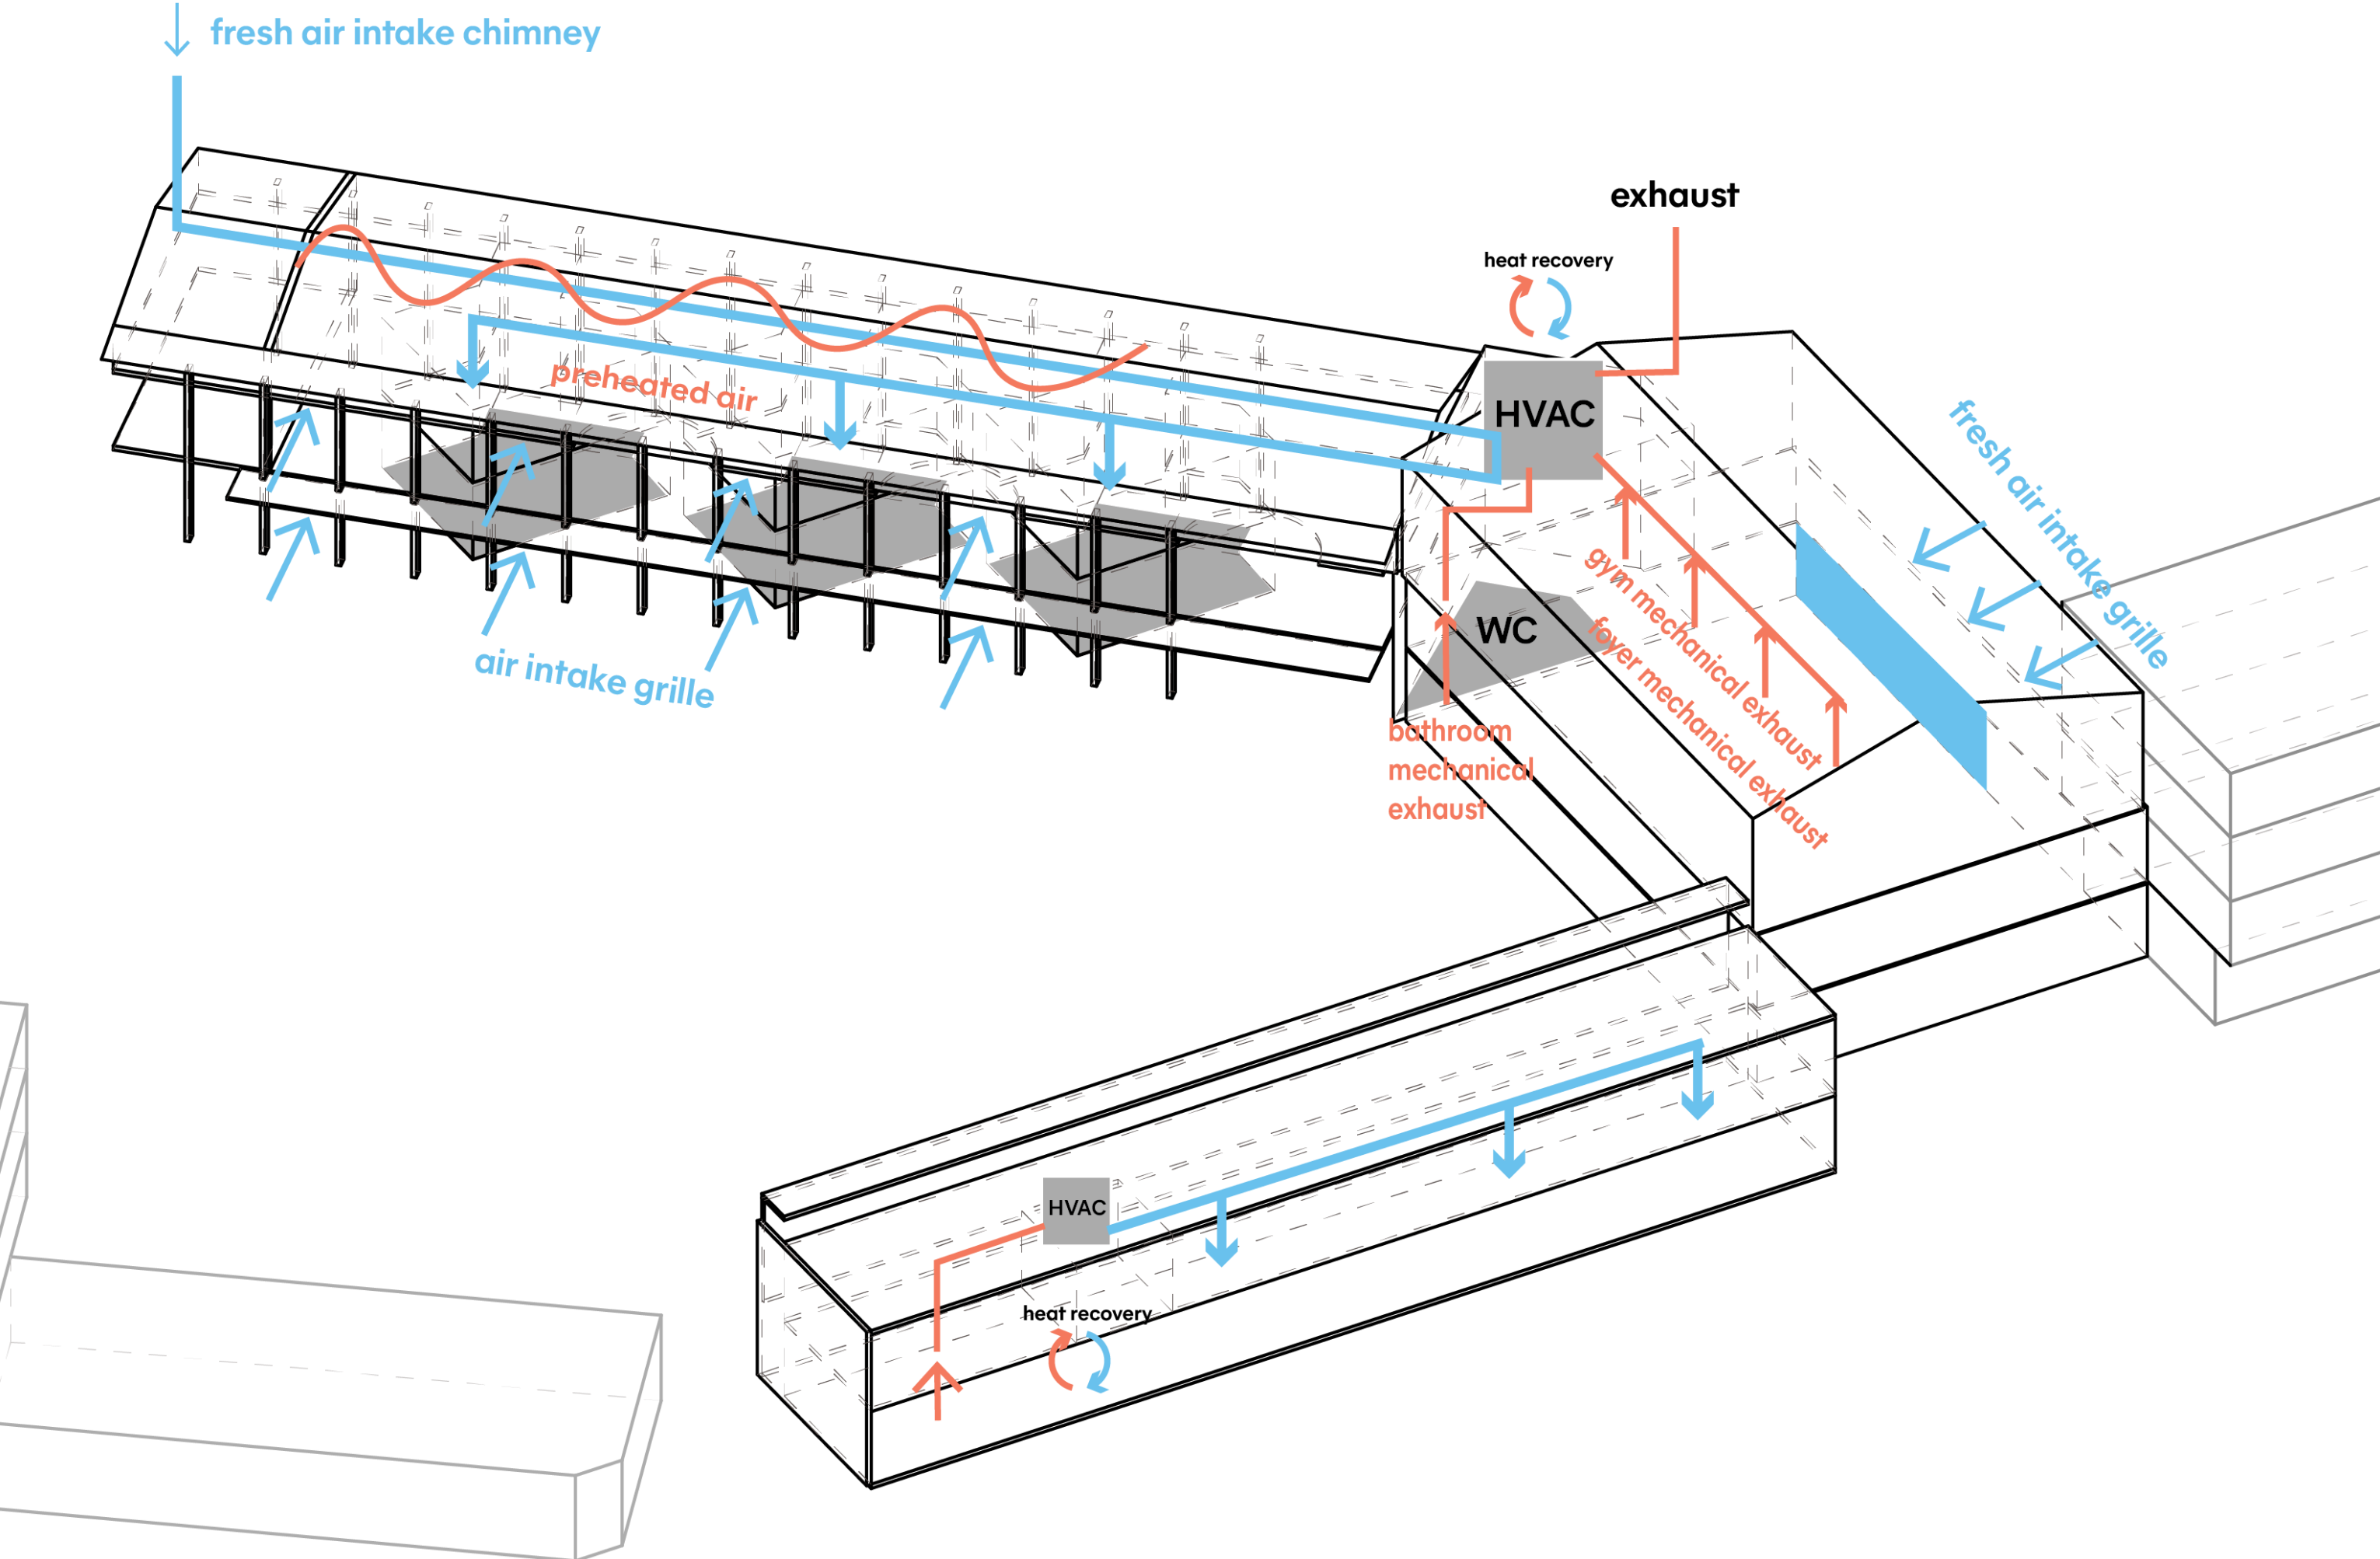 fresh air intake chimney
exhaust
heat recovery
HVAC
preheated air
fresh air intake grille
air intake grille
WC
gym mechanical exhaust
foyer mechanical exhaust
bathroom
mechanical
exhaust
HVAC
heat recovery